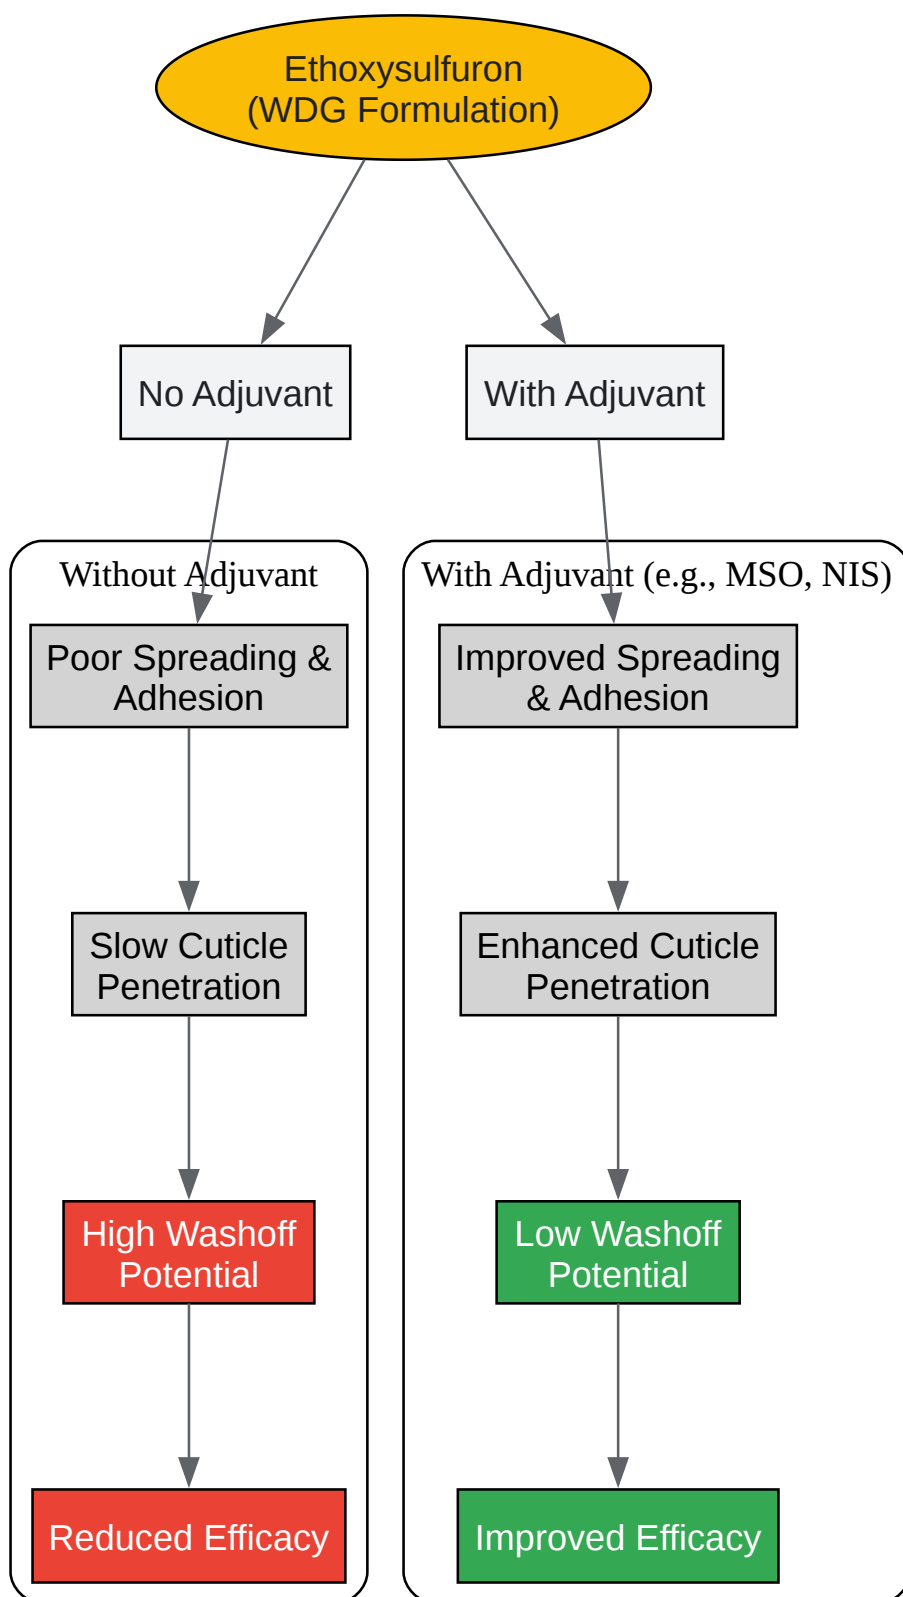 Ethoxysulfuron
(WDG Formulation)
No Adjuvant
With Adjuvant
Without Adjuvant
Poor Spreading &
Adhesion
Slow Cuticle
Penetration
High Washoff
Potential
Reduced Efficacy
With Adjuvant (e.g., MSO, NIS)
Improved Spreading
& Adhesion
Enhanced Cuticle
Penetration
Low Washoff
Potential
Improved Efficacy